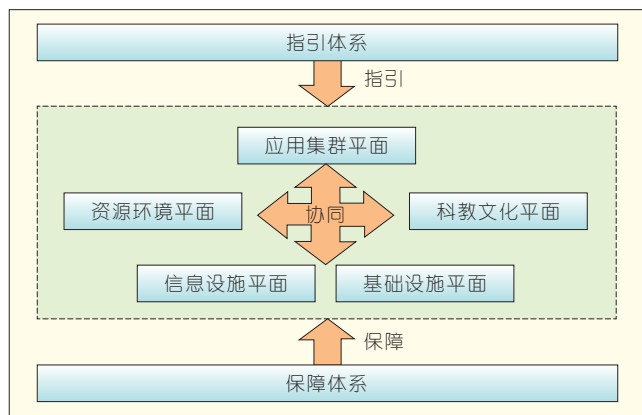 指引体系
指引
应用集群平面
资源环境平面
协同
科教文化平面
信息设施平面
基础设施平面
保障
保障体系